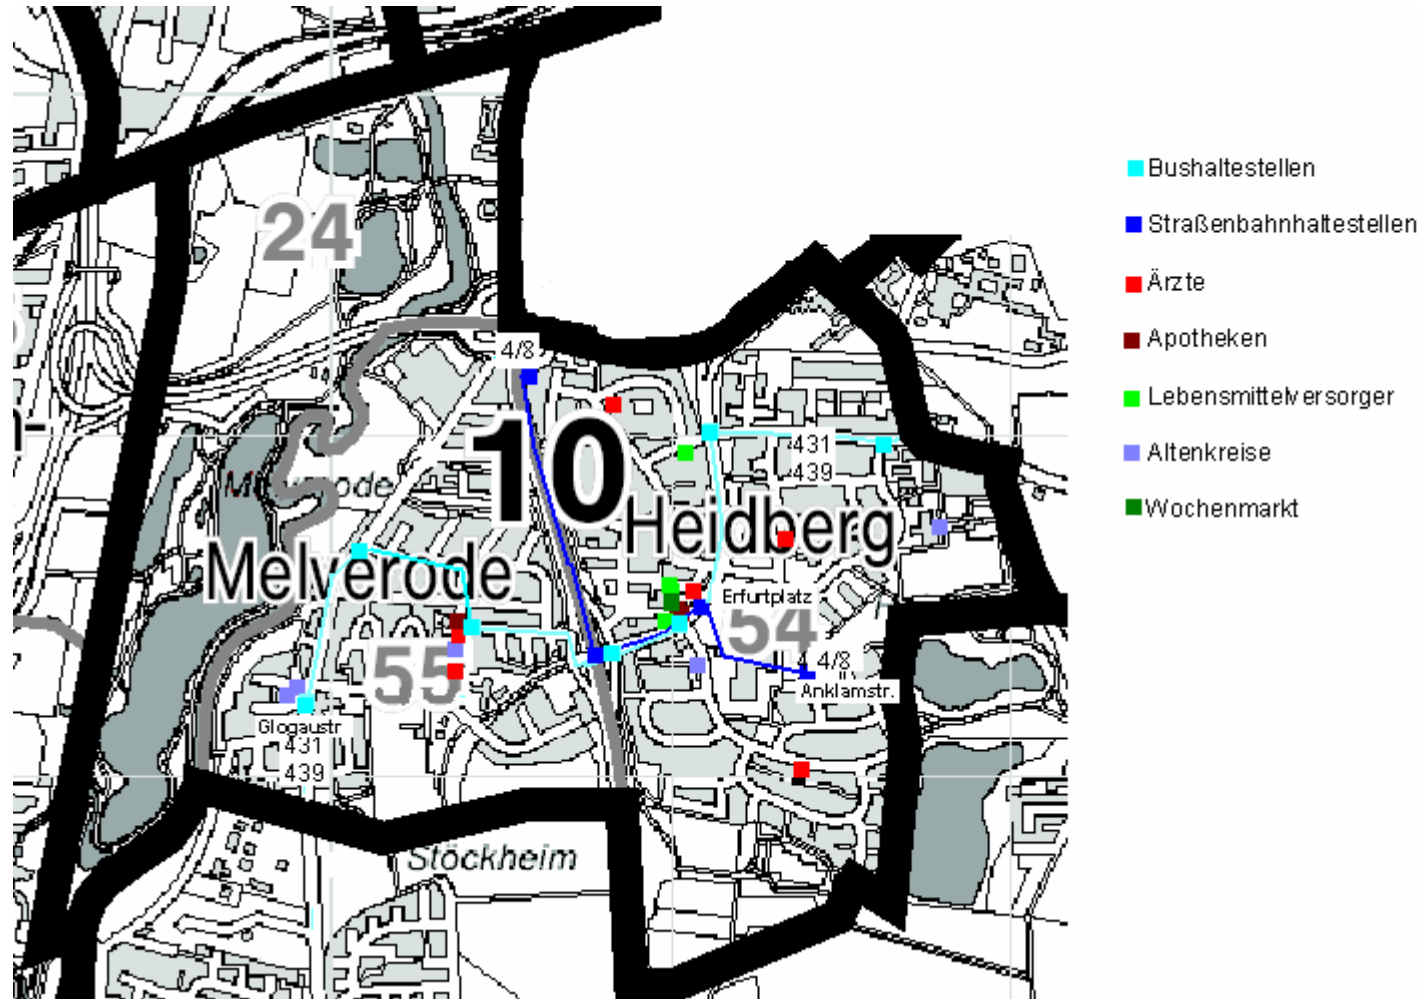 24
4/8
10
431
439
Heidberg
Melverode
Erfurtplatz
54
55
4/8
Anklamstr.
Glogaustr
431
439
Stöckheim
Bushaltestellen
Straßenbahnhaltestellen
Ärzte
Apotheken
Lebensmittelversorger
Altenkreise
Wochenmarkt